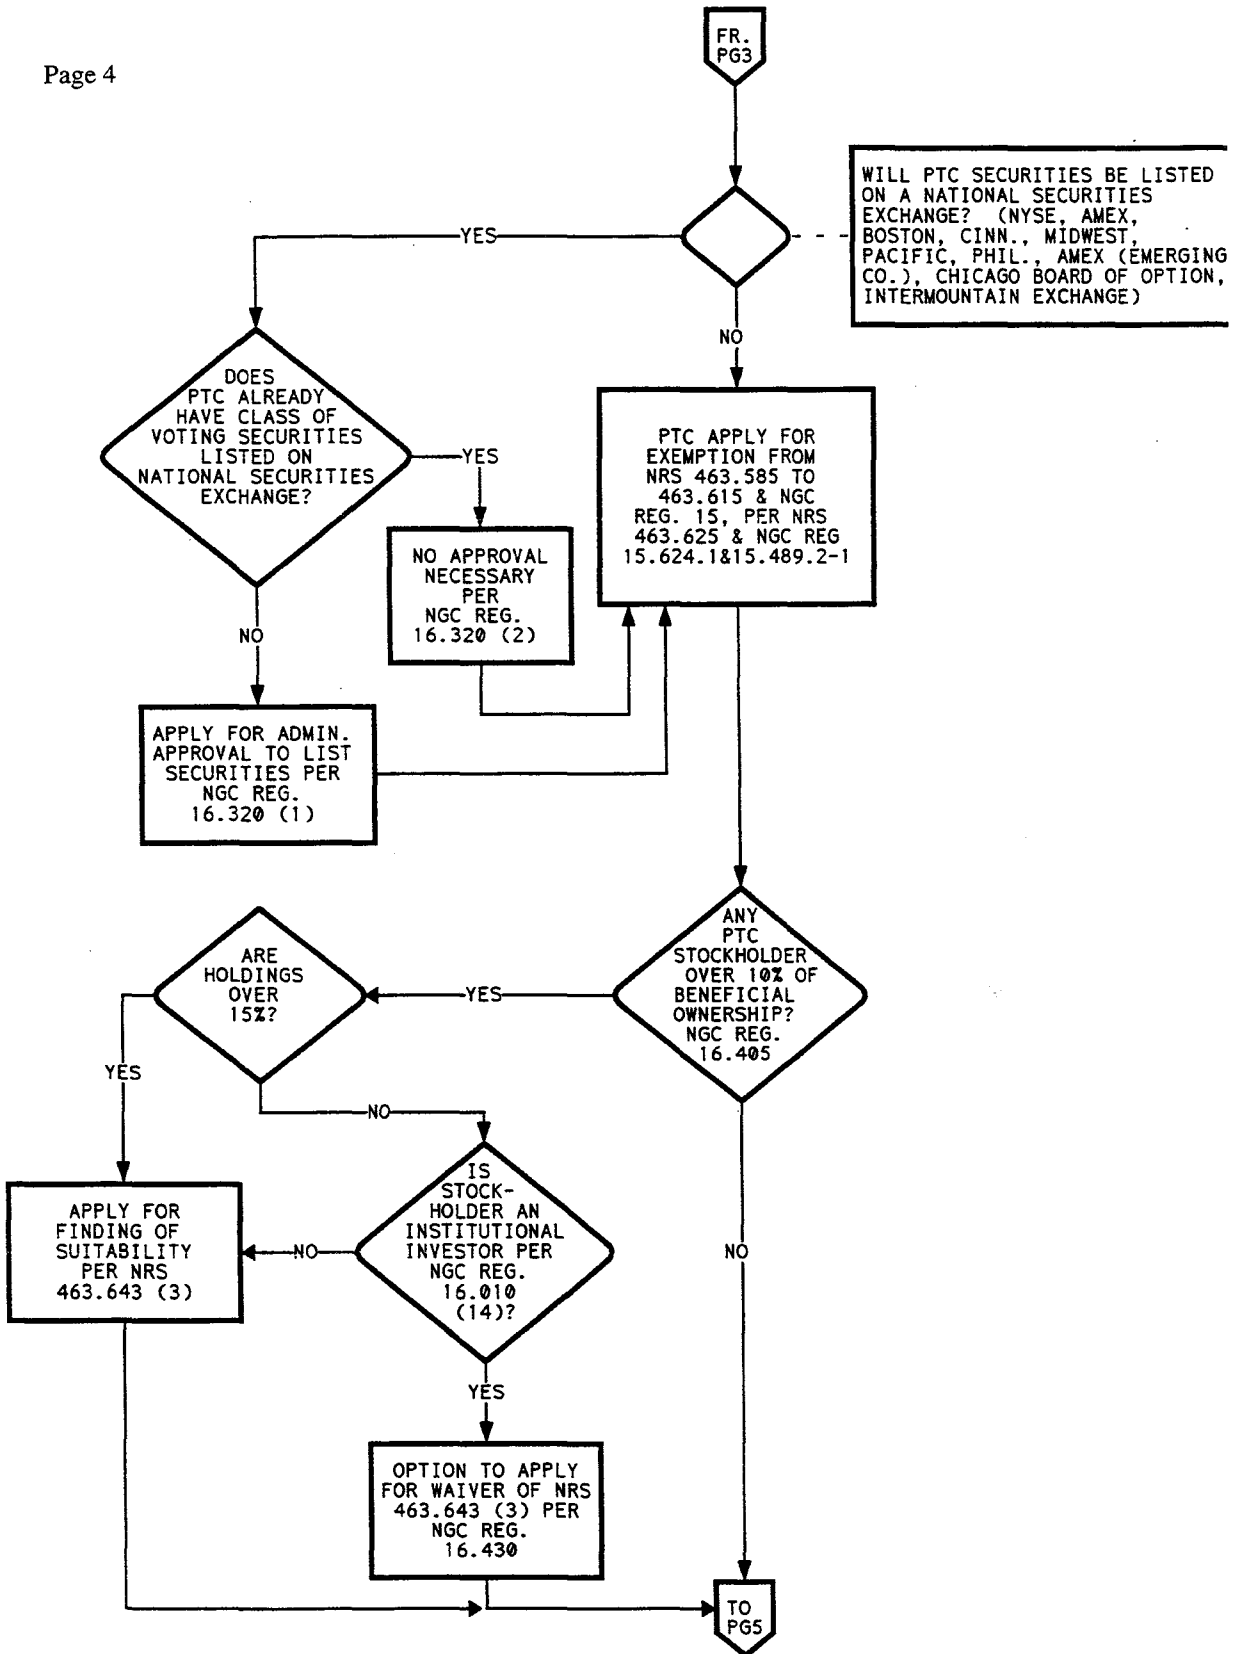 Page 4
FR.
PG3
WILL PTC SECURITIES BE LISTED
ON A NATIONAL SECURITIES
EXCHANGE? (NYSE, AMEX,
BOSTON, CINN., MIDWEST,
PACIFIC, PHIL., AMEX (EMERGING
CO.), CHICAGO BOARD OF OPTION,
INTERMOUNTAIN EXCHANGE)
YES
NO
DOES
PTC ALREADY
HAVE CLASS OF
VOTING SECURITIES
LISTED ON
NATIONAL SECURITIES
EXCHANGE?
YES
NO APPROVAL
NECESSARY
PER
NGC REG.
16.320 (2)
PTC APPLY FOR
EXEMPTION FROM
NRS 463.585 TO
463.615 & NGC
REG. 15, PER NRS
463.625 & NGC REG
15.624.1&15.489.2-1
NO
APPLY FOR ADMIN.
APPROVAL TO LIST
SECURITIES PER
NGC REG.
16.320 (1)
ANY
PTC
STOCKHOLDER
OVER 10% OF
BENEFICIAL
OWNERSHIP?
NGC REG.
16.405
YES
ARE
HOLDINGS
OVER
15%?
YES
NO
IS
STOCK-
HOLDER AN
INSTITUTIONAL
INVESTOR PER
NGC REG.
16.010
(14)?
NO
APPLY FOR
FINDING OF
SUITABILITY
PER NRS
463.643 (3)
NO
YES
OPTION TO APPLY
FOR WAIVER OF NRS
463.643 (3) PER
NGC REG.
16.430
TO
PG5